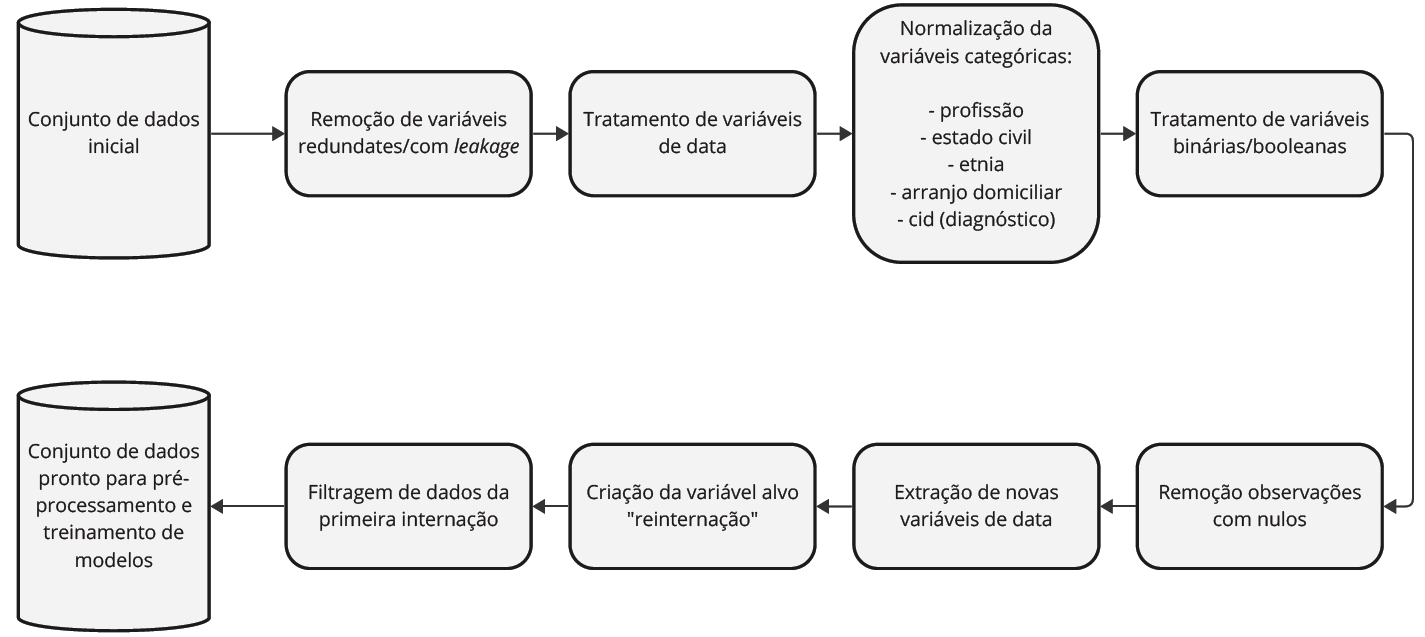 Conjunto de dados
inicial
Remoção de variáveis
redundates/com leakage
Tratamento de variáveis
de data
Normalização da
variáveis categóricas:
- profissão
- estado civil
- etnia
- arranjo domiciliar
- cid (diagnóstico)
Tratamento de variáveis
binárias/booleanas
Remoção observações
com nulos
Extração de novas
variáveis de data
Criação da variável alvo
"reinternação"
Filtragem de dados da
primeira internação
Conjunto de dados
pronto para pré-
processamento e
treinamento de
modelos